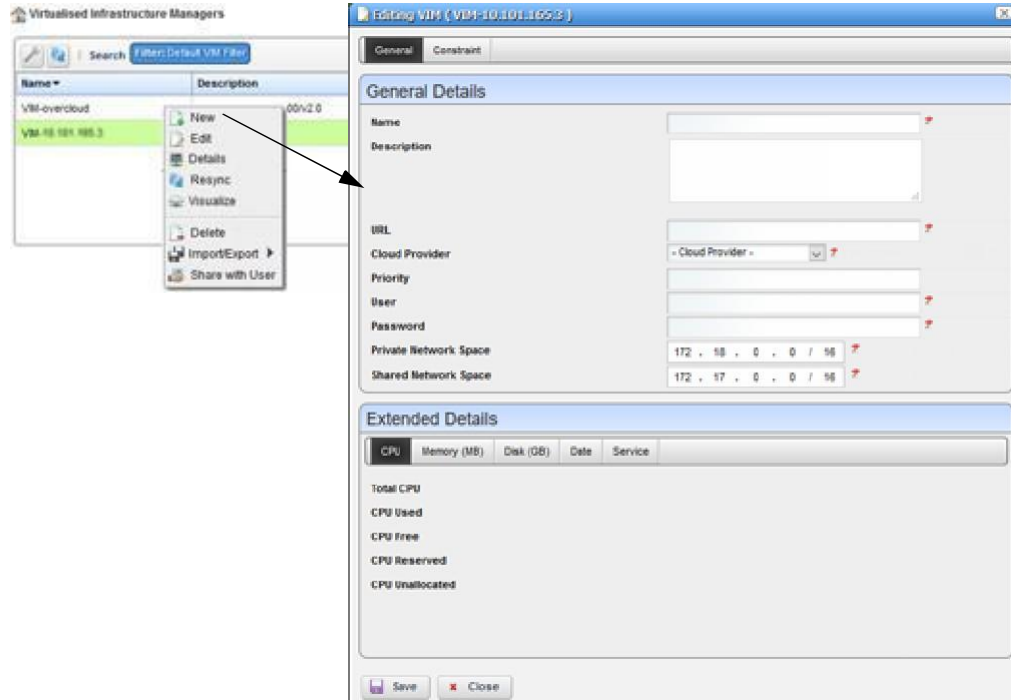 Virtualised Infrastructure Managers
Search Filter: Default VIM Filter
Name Description
VIM-overcloud 00/v2.0
VIM-10.101.165.3
New
Edit
Details
Resync
Visualize
Delete
Import/Export
Share with User
Editing VIM ( VIM-10.101.165.3 )
General Constraint
General Details
Name
Description
URL
Cloud Provider - Cloud Provider -
Priority
User
Password
Private Network Space 172 . 18 . 0 . 0 / 16
Shared Network Space 172 . 17 . 0 . 0 / 16
Extended Details
CPU Memory (MB) Disk (GB) Date Service
Total CPU
CPU Used
CPU Free
CPU Reserved
CPU Unallocated
Save Close